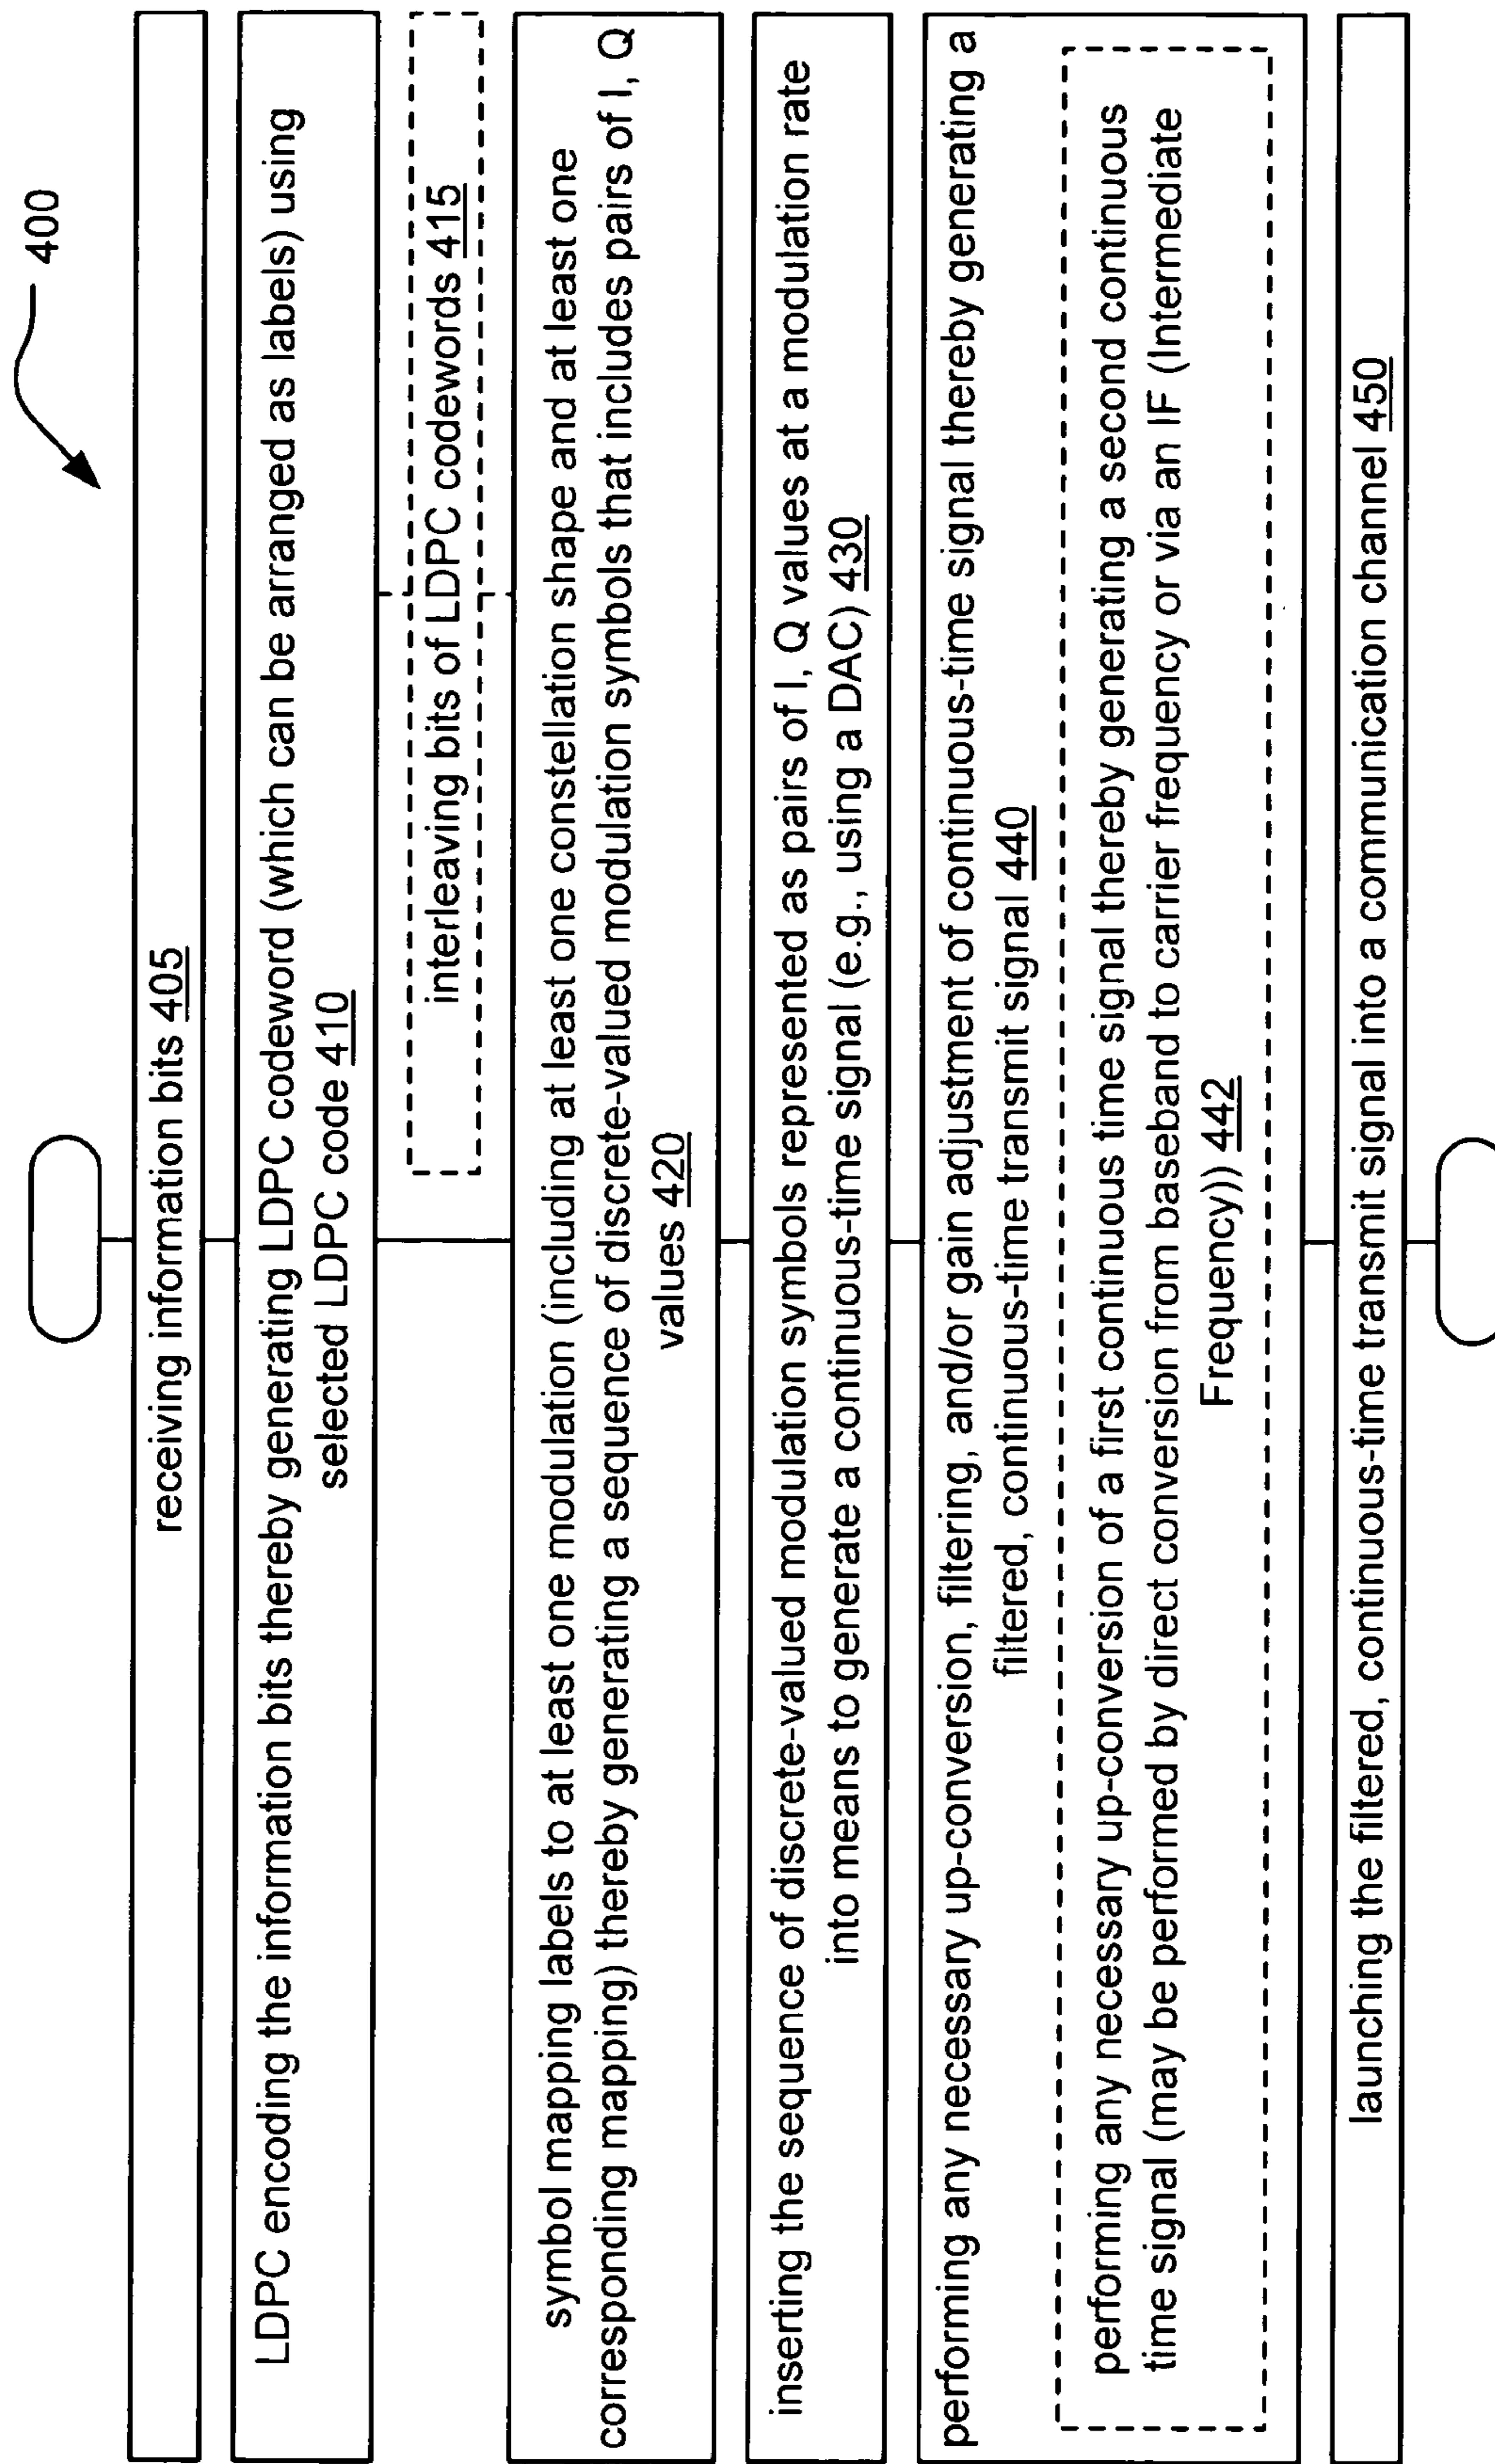 400
receiving information bits 405
LDPC encoding the information bits thereby generating LDPC codeword (which can be arranged as labels) using
selected LDPC code 410
interleaving bits of LDPC codewords 415
symbol mapping labels to at least one modulation (including at least one constellation shape and at least one
corresponding mapping) thereby generating a sequence of discrete-valued modulation symbols that includes pairs of I, Q
values 420
inserting the sequence of discrete-valued modulation symbols represented as pairs of I, Q values at a modulation rate
into means to generate a continuous-time signal (e.g., using a DAC) 430
performing any necessary up-conversion, filtering, and/or gain adjustment of continuous-time signal thereby generating a
filtered, continuous-time transmit signal 440
performing any necessary up-conversion of a first continuous time signal thereby generating a second continuous
time signal (may be performed by direct conversion from baseband to carrier frequency or via an IF (Intermediate
Frequency)) 442
launching the filtered, continuous-time transmit signal into a communication channel 450